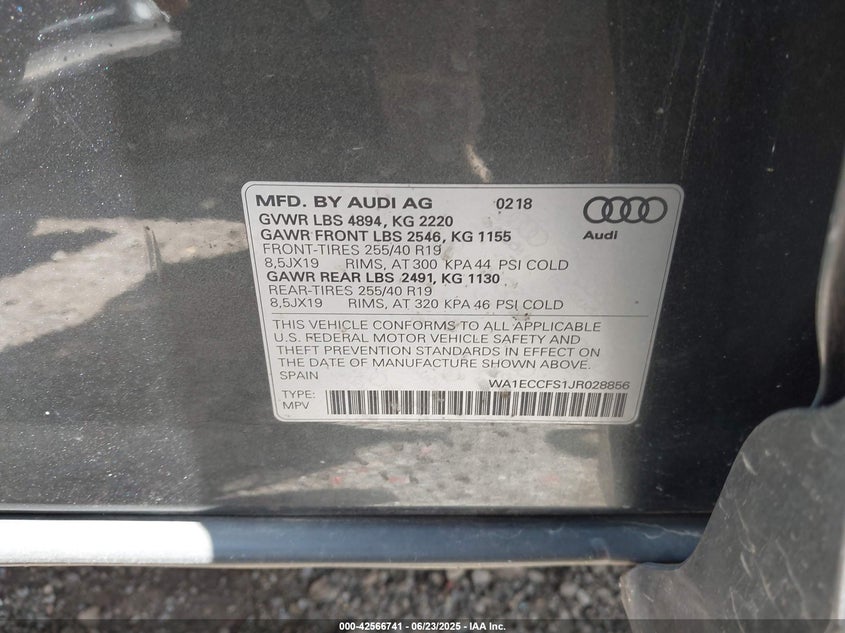 MFD. BY AUDI AG 0218
GVWR LBS 4894, KG 2220
GAWR FRONT LBS 2546, KG 1155
FRONT-TIRES 255/40 R19
8,5JX19 RIMS, AT 300 KPA 44 PSI COLD
GAWR REAR LBS 2491, KG 1130
REAR-TIRES 255/40 R19
8,5JX19 RIMS, AT 320 KPA 46 PSI COLD
Audi
THIS VEHICLE CONFORMS TO ALL APPLICABLE
U.S. FEDERAL MOTOR VEHICLE SAFETY AND
THEFT PREVENTION STANDARDS IN EFFECT ON
THE DATE OF MANUFACTURE SHOWN ABOVE.
SPAIN WA1ECCFS1JR028856
TYPE:
MPV
000-42566741 - 06/23/2025 - IAA Inc.